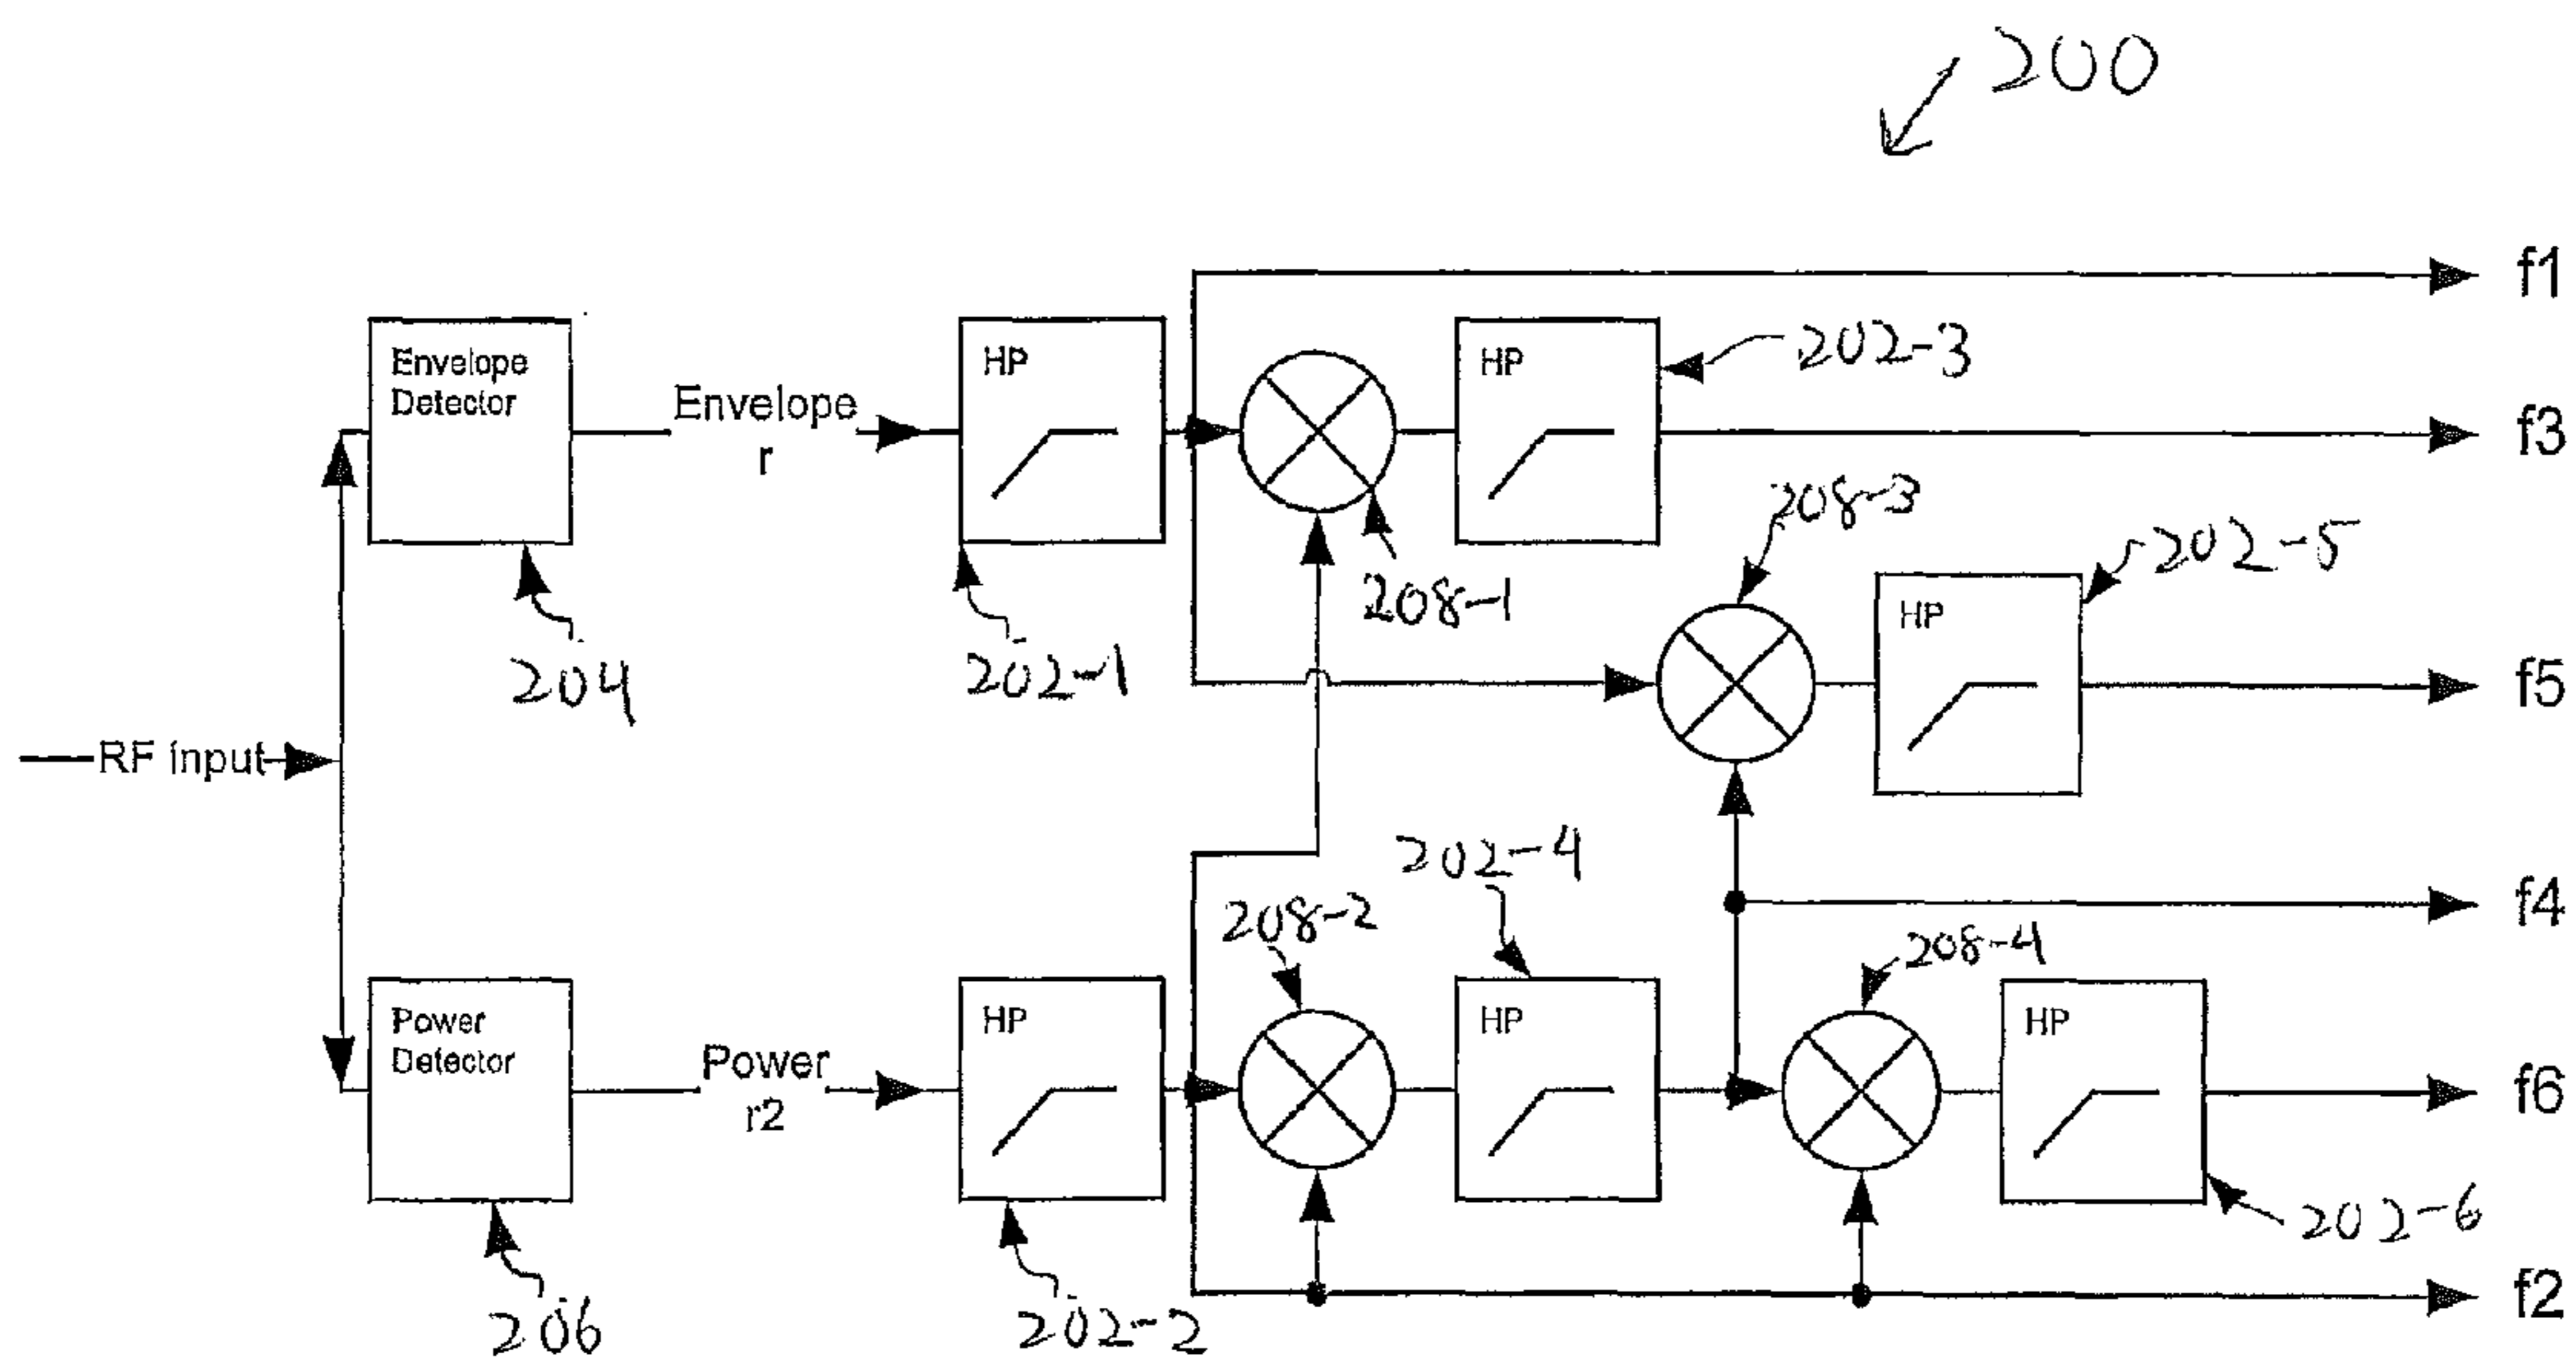 200
f1
Envelope
Detector
Envelope
r
HP
HP
202-3
f3
208-3
202-5
204
202-1
208-1
HP
f5
RF Input
202-4
208-2
f4
208-4
Power
Detector
Power
r2
HP
HP
HP
f6
202-6
206
202-2
f2